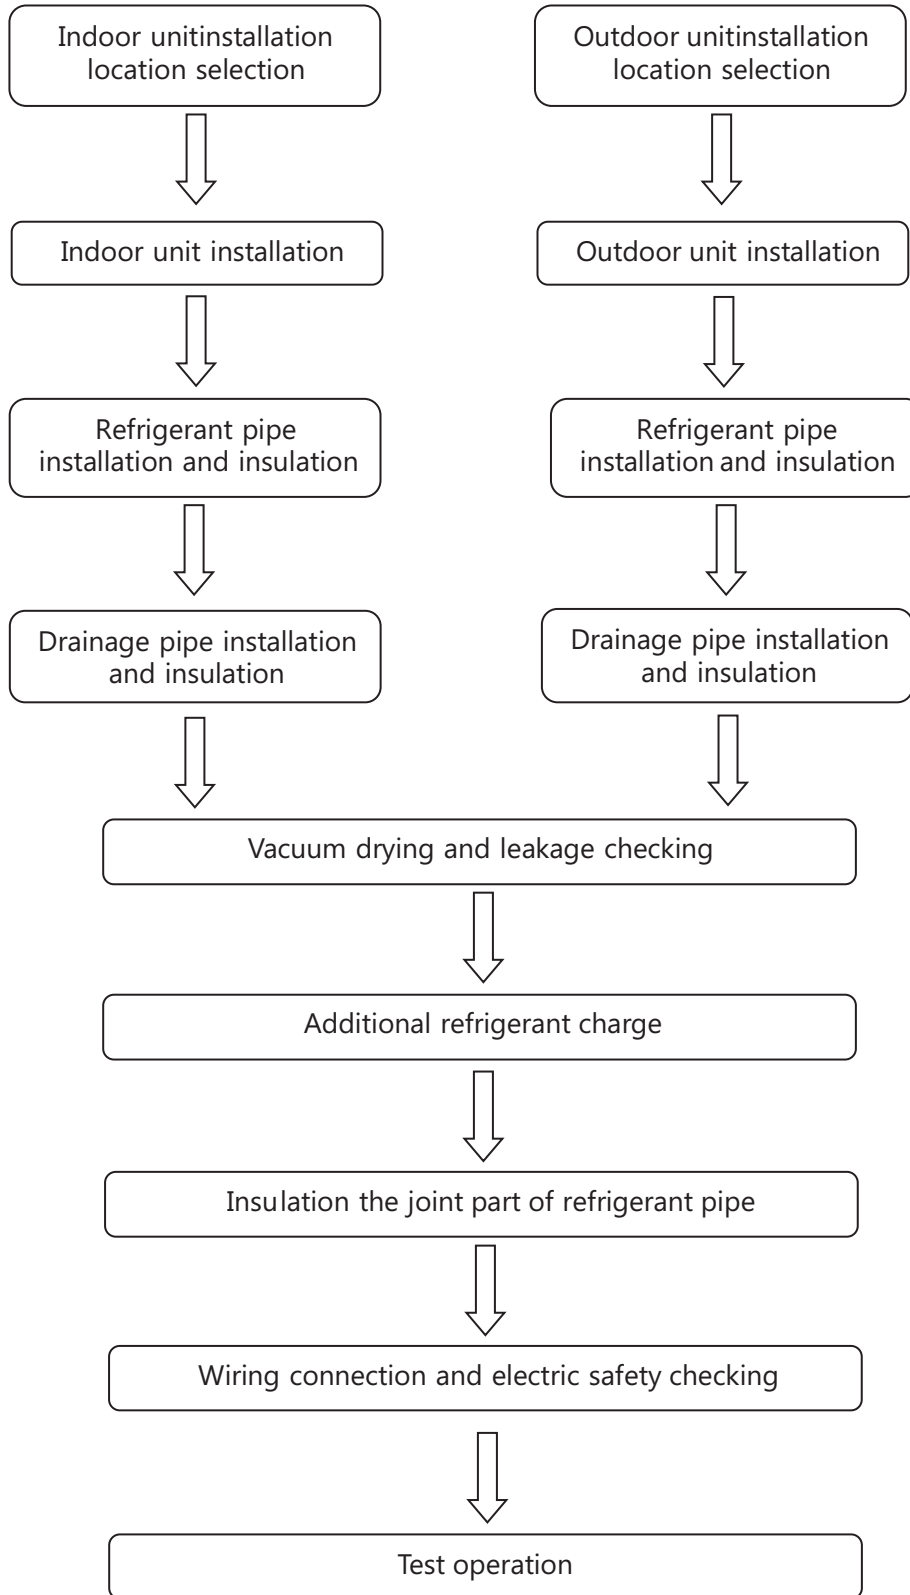 Indoor unitinstallation
location selection
Outdoor unitinstallation
location selection
Indoor unit installation
Outdoor unit installation
Refrigerant pipe
installation and insulation
Refrigerant pipe
installation and insulation
Drainage pipe installation
and insulation
Drainage pipe installation
and insulation
Vacuum drying and leakage checking
Additional refrigerant charge
Insulation the joint part of refrigerant pipe
Wiring connection and electric safety checking
Test operation